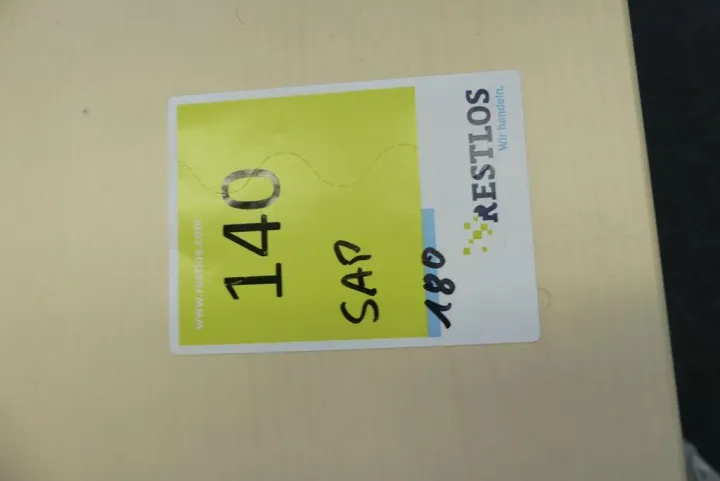 www.restlos.com
140
SAP
180
RESTLOS
Wir handeln.